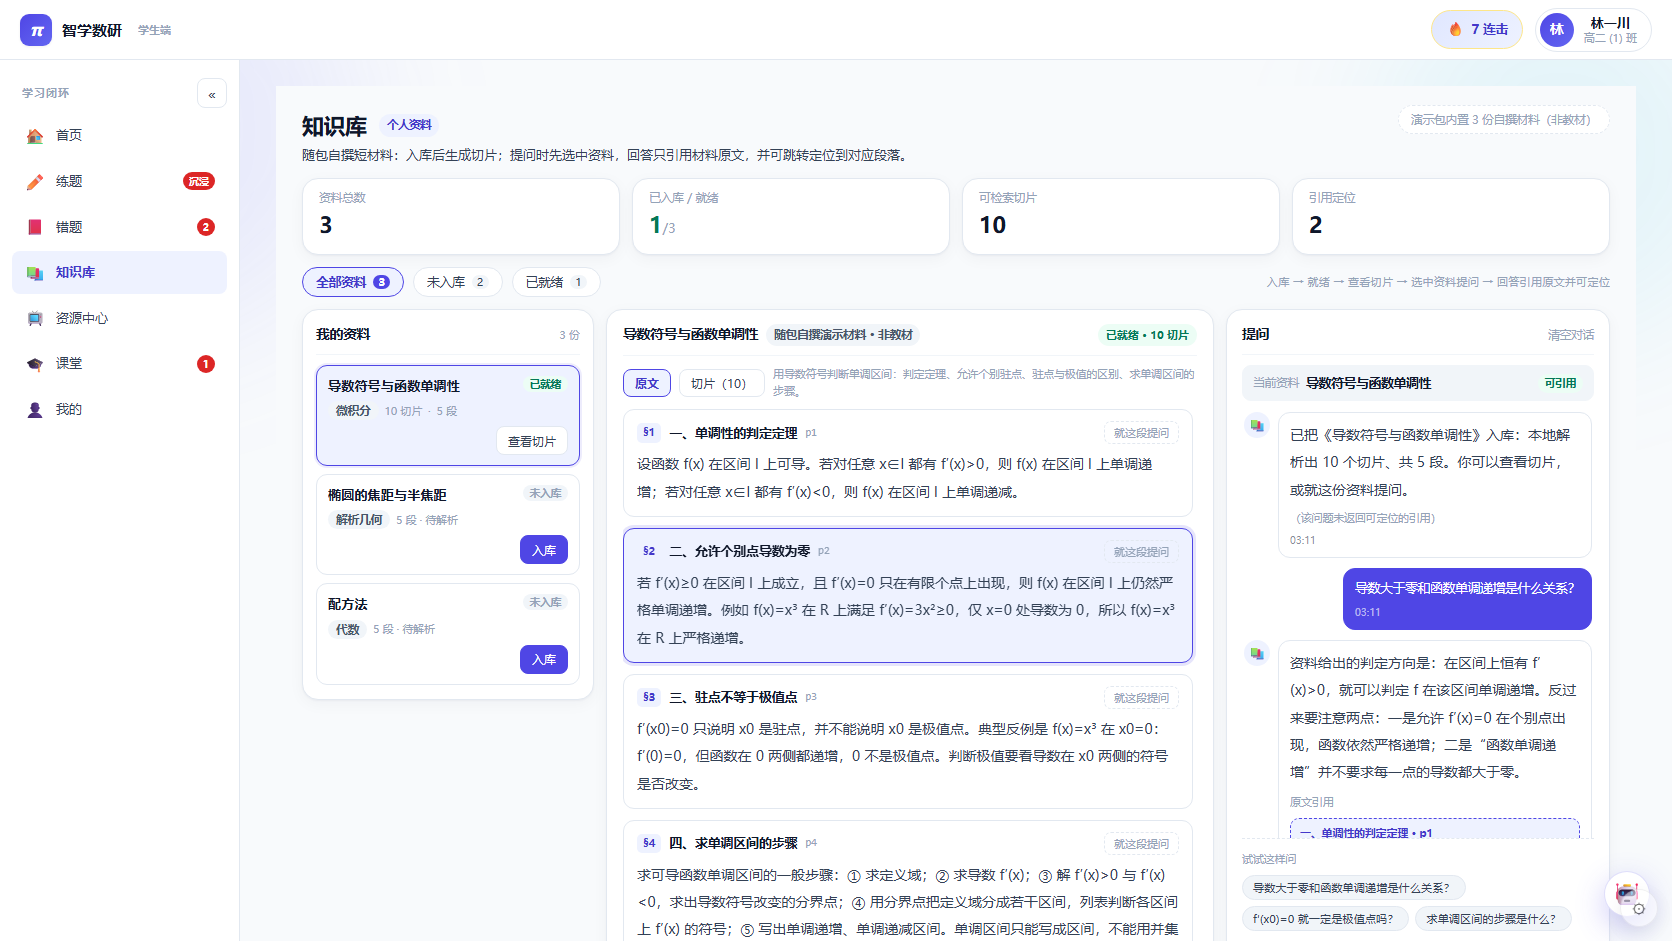 π 智学数研 学生端
7 连击
林 林一川
高二 (1) 班
学习闭环 «
首页
练题 沉浸
错题 2
知识库
资源中心
课堂 1
我的
知识库 个人资料
演示包内置 3 份自撰材料（非教材）
随包自撰短材料：入库后生成切片；提问时先选中资料，回答只引用材料原文，并可跳转定位到对应段落。
资料总数
3
已入库 / 就绪
1/3
可检索切片
10
引用定位
2
全部资料 3 未入库 2 已就绪 1
入库 → 就绪 → 查看切片 → 选中资料提问 → 回答引用原文并可定位
我的资料 3 份
导数符号与函数单调性 已就绪
微积分 10 切片 · 5 段
查看切片
椭圆的焦距与半焦距 未入库
解析几何 5 段 · 待解析
入库
配方法 未入库
代数 5 段 · 待解析
入库
导数符号与函数单调性 随包自撰演示材料 • 非教材 已就绪 • 10 切片
原文 切片（10）
用导数符号判断单调区间：判定定理、允许个别驻点、驻点与极值的区别、求单调区间的
步骤。
§1 一、单调性的判定定理 p1 就这段提问
设函数 f(x) 在区间 I 上可导。若对任意 x∈I 都有 f′(x)>0，则 f(x) 在区间 I 上单调递
增；若对任意 x∈I 都有 f′(x)<0，则 f(x) 在区间 I 上单调递减。
§2 二、允许个别点导数为零 p2 就这段提问
若 f′(x)≥0 在区间 I 上成立，且 f′(x)=0 只在有限个点上出现，则 f(x) 在区间 I 上仍然严
格单调递增。例如 f(x)=x³ 在 R 上满足 f′(x)=3x²≥0，仅 x=0 处导数为 0，所以 f(x)=x³
在 R 上严格递增。
§3 三、驻点不等于极值点 p3 就这段提问
f′(x0)=0 只说明 x0 是驻点，并不能说明 x0 是极值点。典型反例是 f(x)=x³ 在 x0=0：
f′(0)=0，但函数在 0 两侧都递增，0 不是极值点。判断极值要看导数在 x0 两侧的符号
是否改变。
§4 四、求单调区间的步骤 p4 就这段提问
求可导函数单调区间的一般步骤：① 求定义域；② 求导数 f′(x)；③ 解 f′(x)>0 与 f′(x)
<0，求出导数符号改变的分界点；④ 用分界点把定义域分成若干区间，列表判断各区间
上 f′(x) 的符号；⑤ 写出单调递增、单调递减区间。单调区间只能写成区间，不能用并集
提问 清空对话
当前资料 导数符号与函数单调性 可引用
已把《导数符号与函数单调性》入库：本地解
析出 10 个切片、共 5 段。你可以查看切片，
或就这份资料提问。
（该问题未返回可定位的引用）
03:11
导数大于零和函数单调递增是什么关系？
03:11
资料给出的判定方向是：在区间上恒有 f′
(x)>0，就可以判定 f 在该区间单调递增。反过
来要注意两点：一是允许 f′(x)=0 在个别点出
现，函数依然严格递增；二是“函数单调递
增”并不要求每一点的导数都大于零。
原文引用
一、单调性的判定定理 • p1
试试这样问
导数大于零和函数单调递增是什么关系？
f′(x0)=0 就一定是极值点吗？ 求单调区间的步骤是什么？